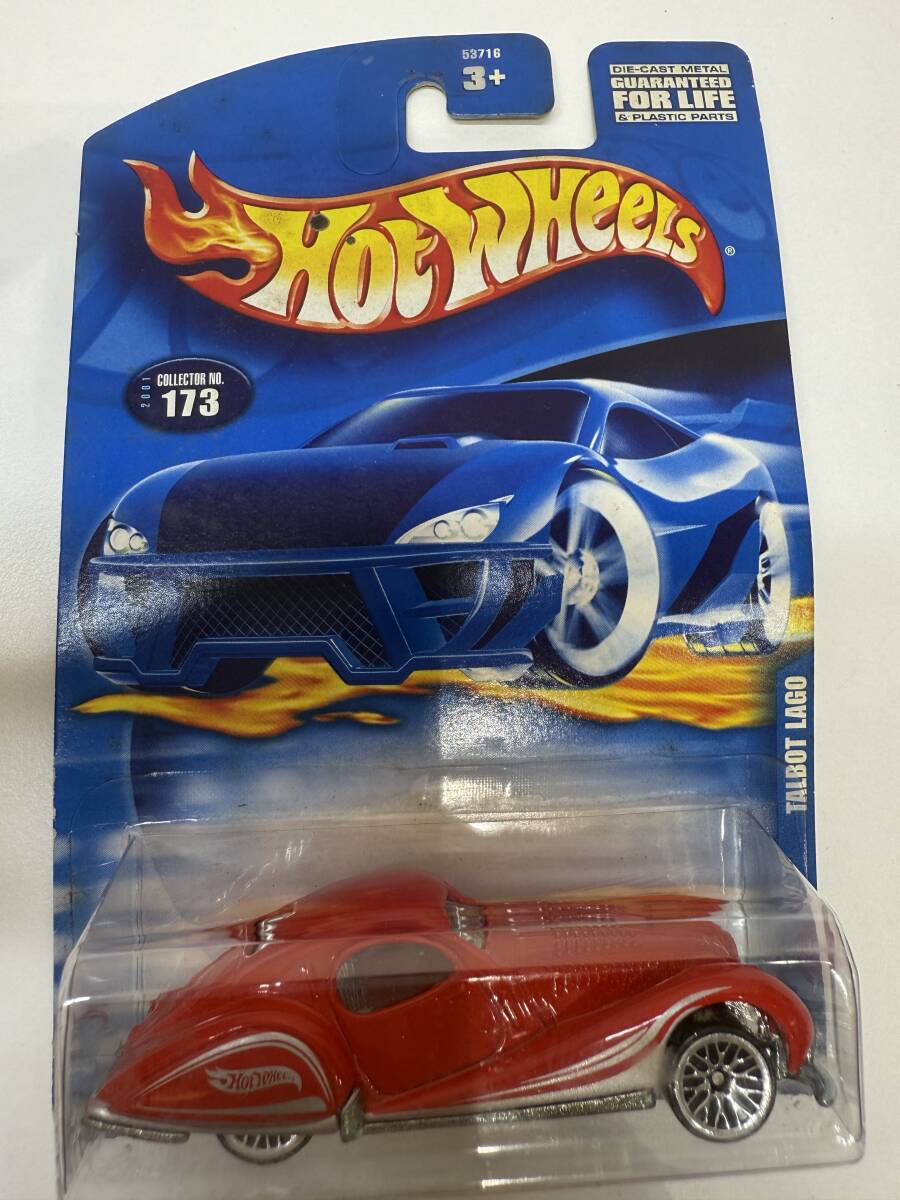 53716
3+
DIE-CAST METAL
GUARANTEED
FOR LIFE
& PLASTIC PARTS
HOT WHEELS®
2001
COLLECTOR NO.
173
TALBOT LAGO
HOT WHEELS